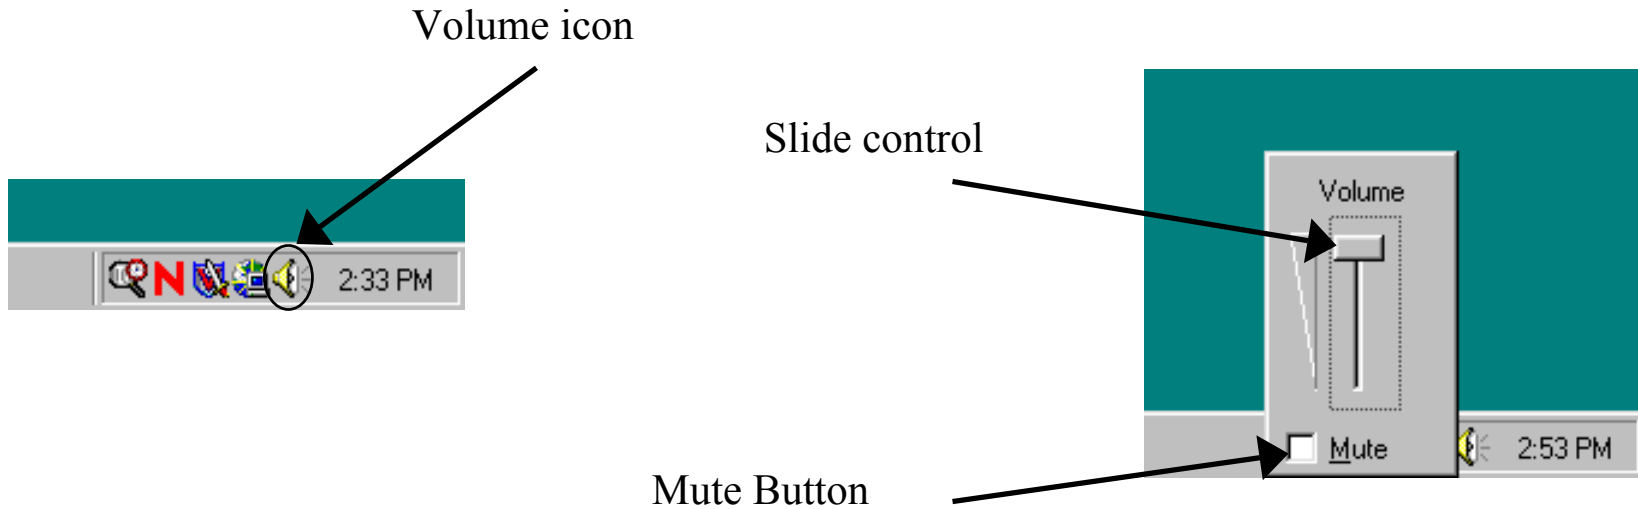 Volume icon
Slide control
Volume
N
2:33 PM
Mute
2:53 PM
Mute Button